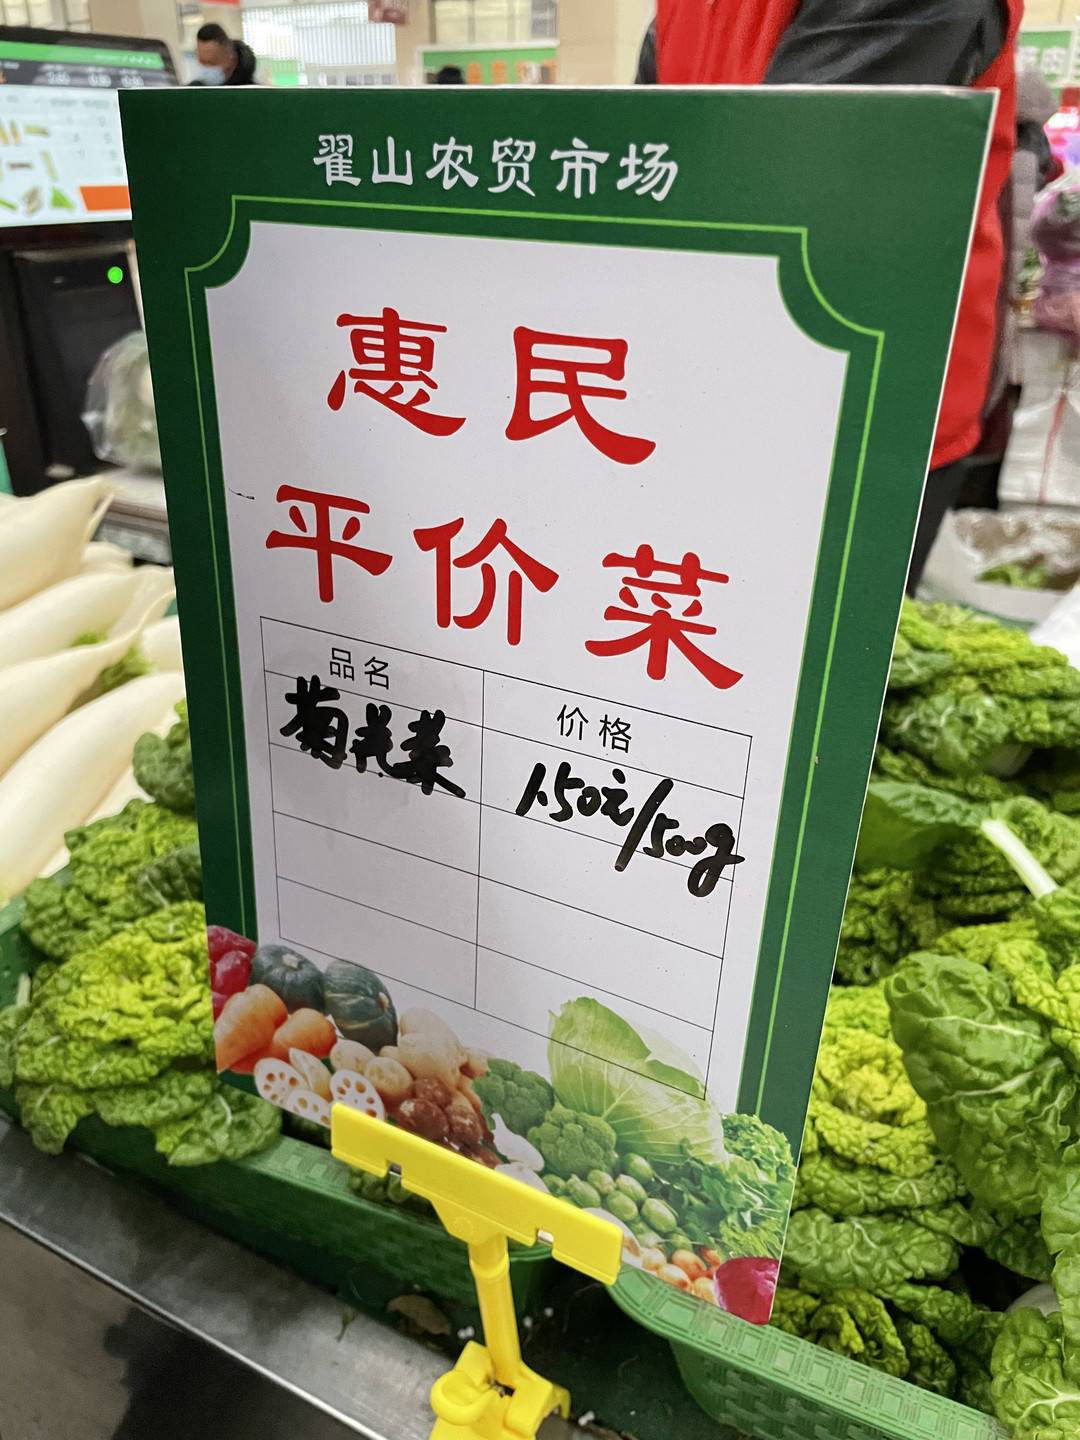 翟山农贸市场
惠民
平价菜
品名 价格
菊花菜 1.50元/500g